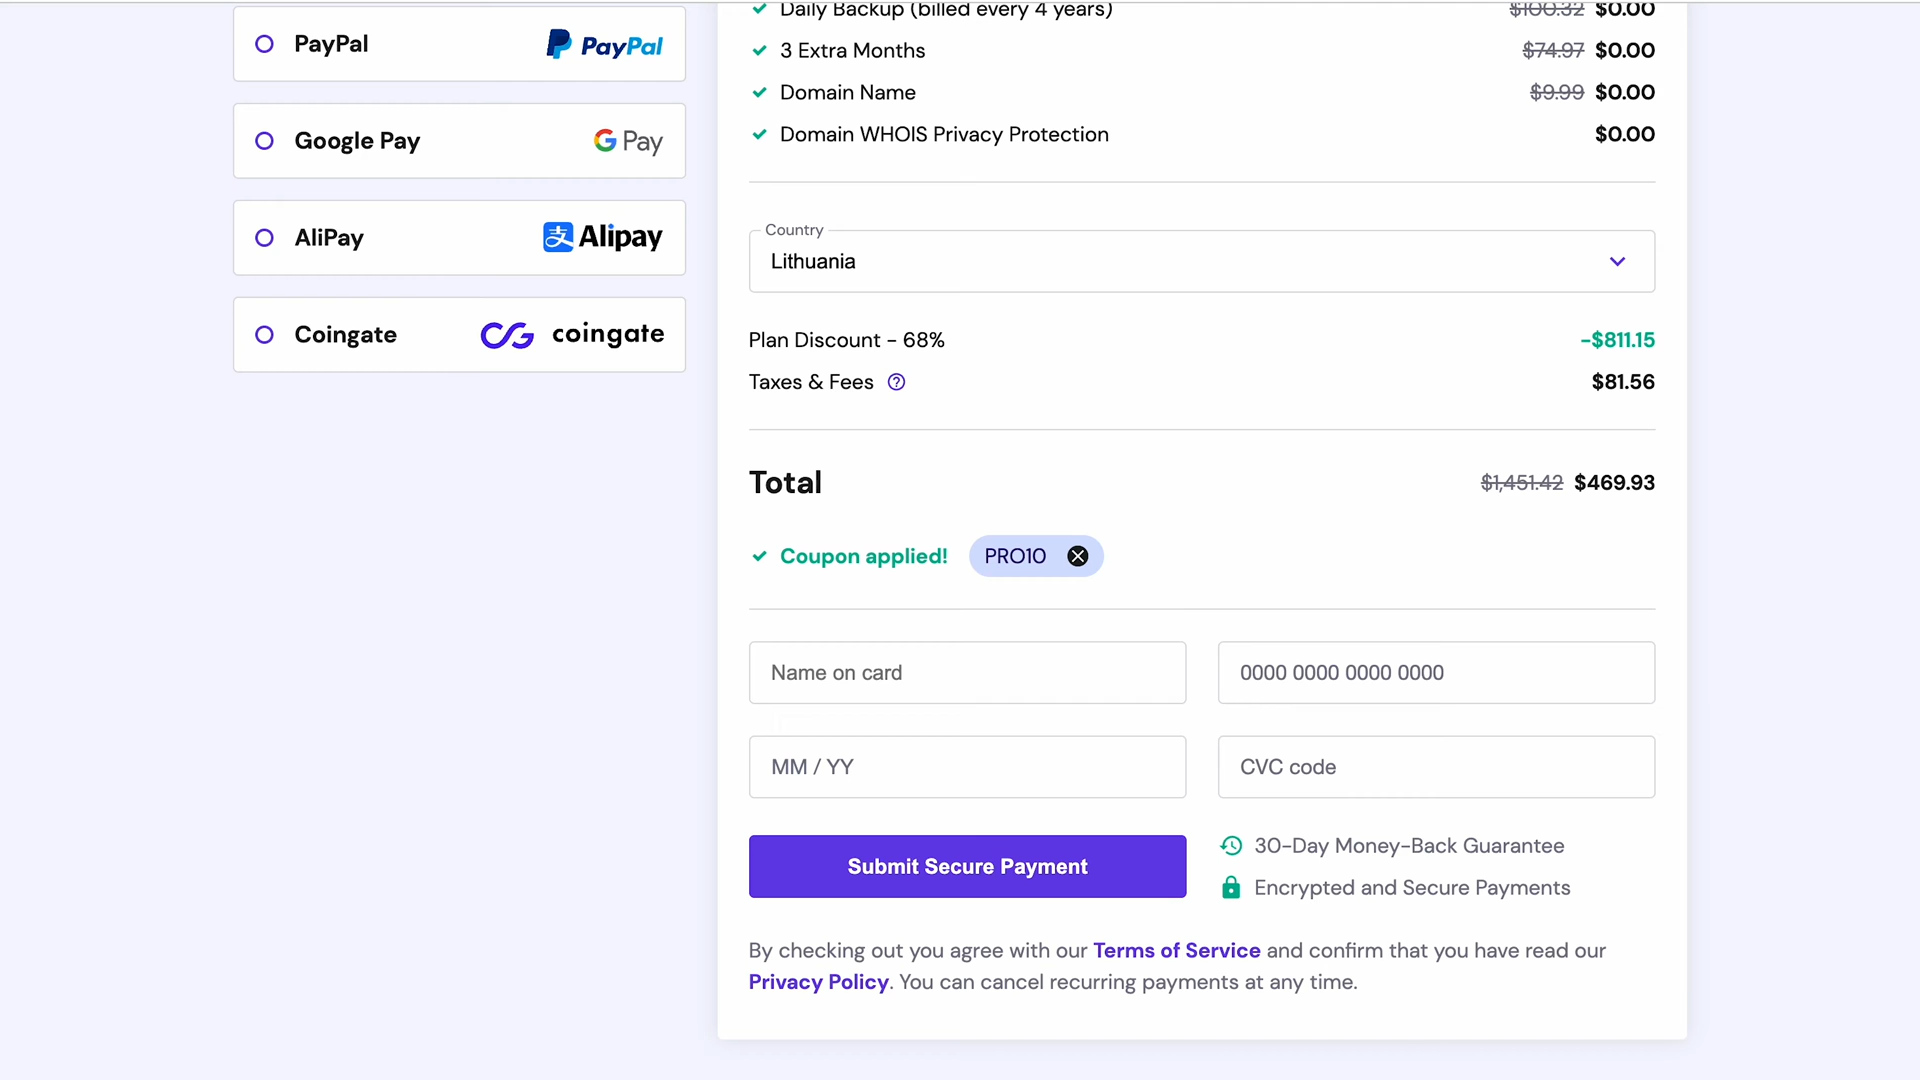 PayPal PayPal
Google Pay G Pay
AliPay 支 Alipay
Coingate CG coingate
Daily Backup (billed every 4 years) $100.32 $0.00
3 Extra Months $74.97 $0.00
Domain Name $9.99 $0.00
Domain WHOIS Privacy Protection $0.00
Country
Lithuania
Plan Discount - 68% -$811.15
Taxes & Fees ? $81.56
Total $1,451.42 $469.93
Coupon applied! PRO10
Name on card 0000 0000 0000 0000
MM / YY CVC code
Submit Secure Payment
30-Day Money-Back Guarantee
Encrypted and Secure Payments
By checking out you agree with our Terms of Service and confirm that you have read our
Privacy Policy. You can cancel recurring payments at any time.